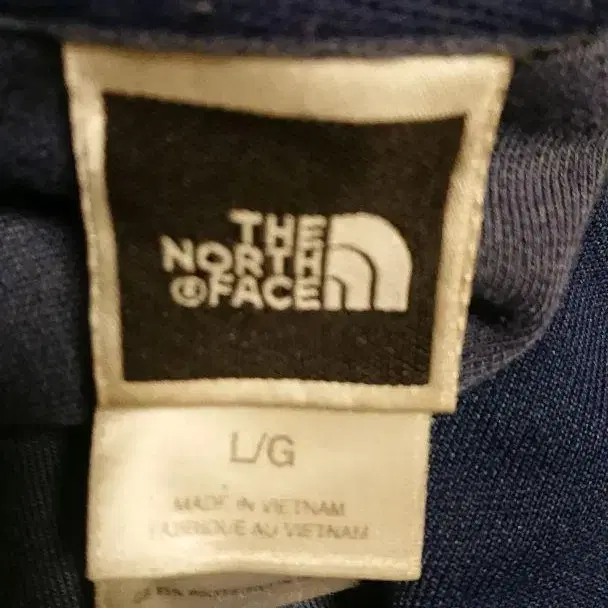 THE
NORTH
®FACE
L/G
MADE IN VIETNAM
FABRIQUE AU VIETNAM